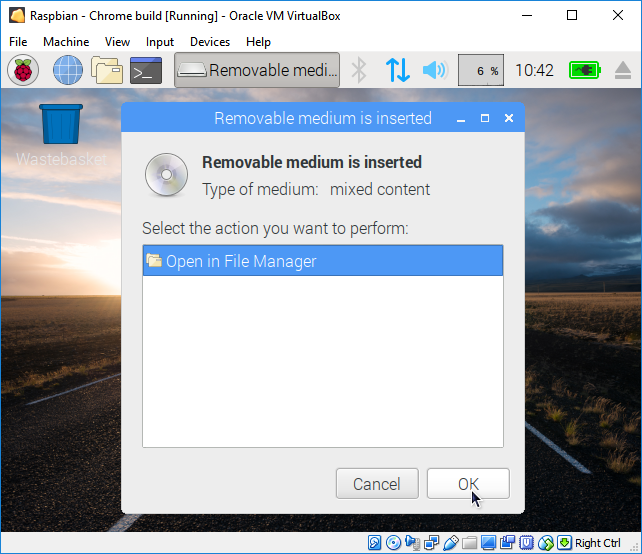 Raspbian - Chrome build [Running] - Oracle VM VirtualBox
File Machine View Input Devices Help
Removable medi... 6 % 10:42
Wastebasket
Removable medium is inserted
Removable medium is inserted
Type of medium: mixed content
Select the action you want to perform:
Open in File Manager
Cancel OK
Right Ctrl